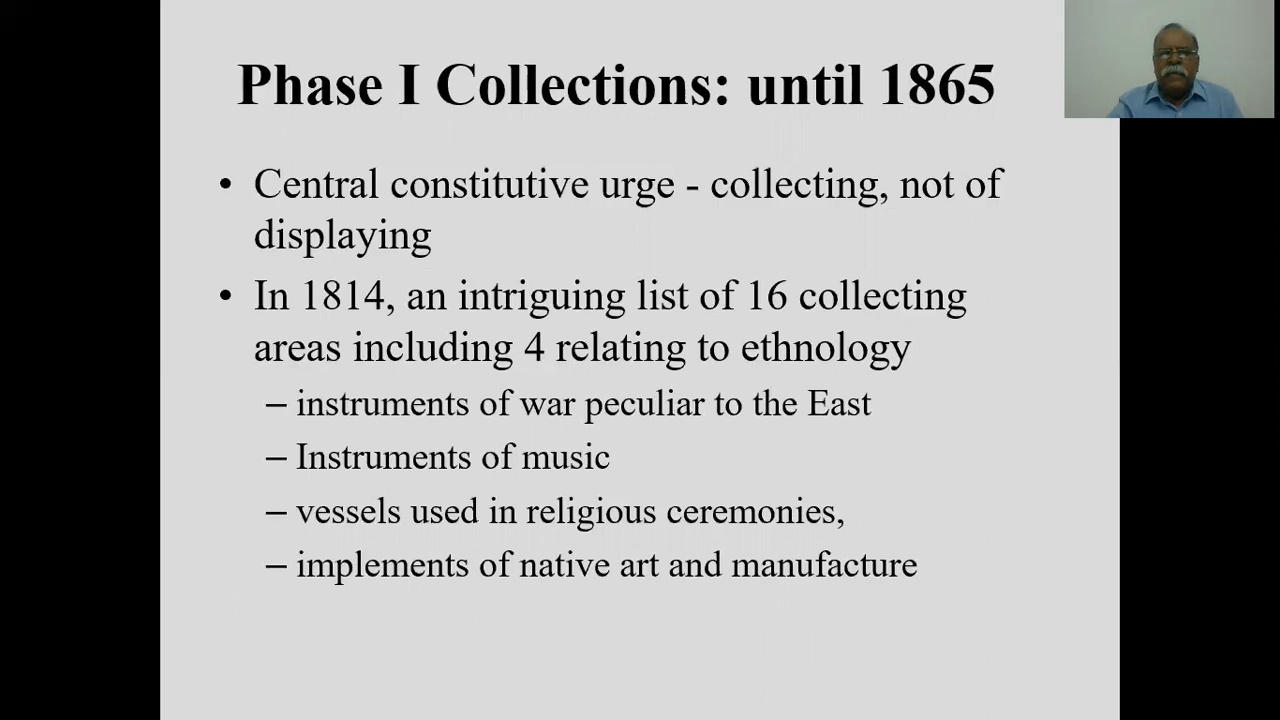 Phase I Collections: until 1865
• Central constitutive urge - collecting, not of
displaying
• In 1814, an intriguing list of 16 collecting
areas including 4 relating to ethnology
– instruments of war peculiar to the East
– Instruments of music
– vessels used in religious ceremonies,
– implements of native art and manufacture